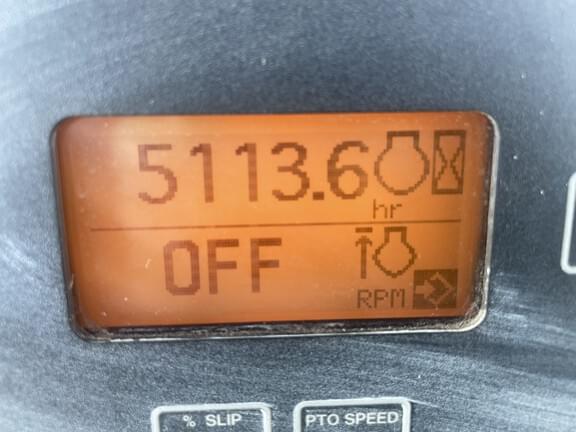 5113.6
hr
OFF
RPM
% SLIP
PTO SPEED